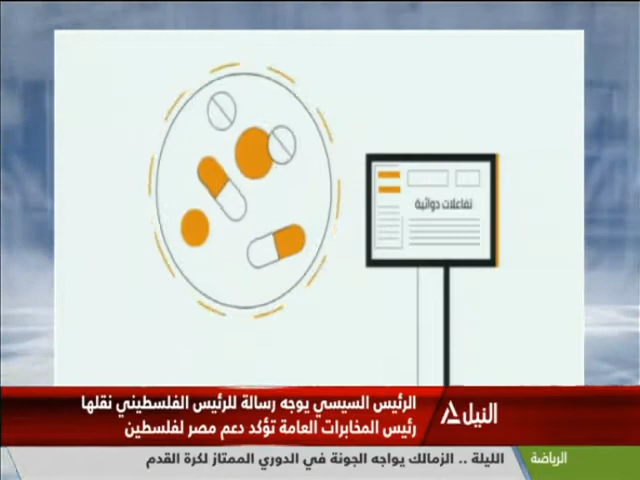 تفاعلات دوائية
النيل
الرئيس السيسي يوجه رسالة للرئيس الفلسطيني نقلها
رئيس المخابرات العامة تؤكد دعم مصر لفلسطين
الرياضة
الليلة .. الزمالك يواجه الجونة في الدوري الممتاز لكرة القدم